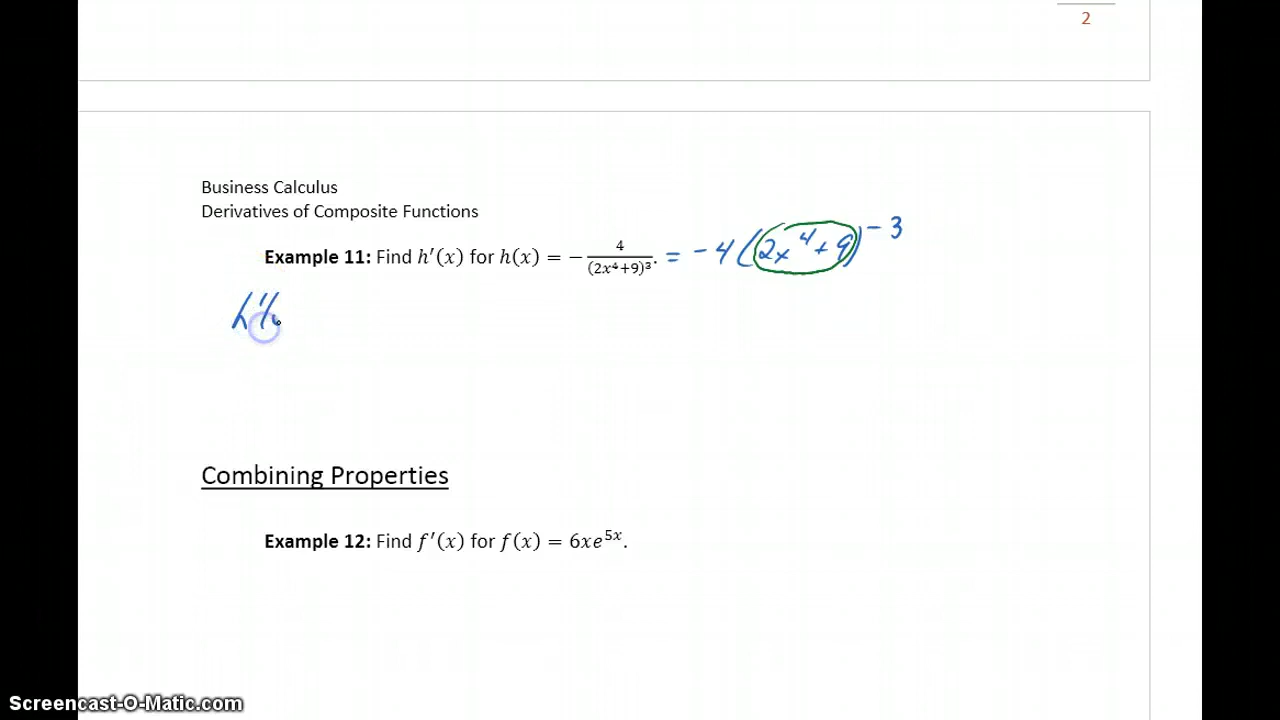 2
Business Calculus
Derivatives of Composite Functions
Example 11: Find h′(x) for h(x) = −4/(2x⁴+9)³. = −4(2x⁴+9)⁻³
h'(
Combining Properties
Example 12: Find f′(x) for f(x) = 6xe⁵ˣ.
Screencast-O-Matic.com